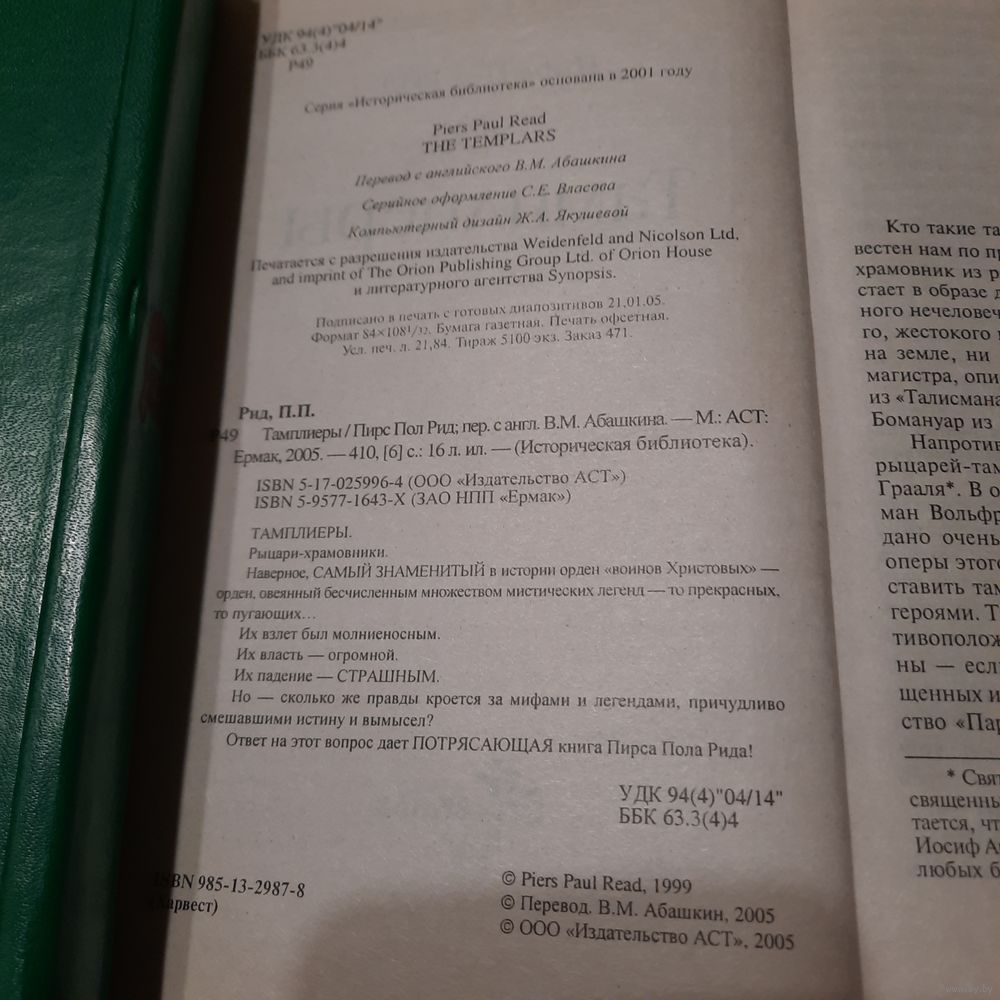 УДК 94(4)"04/14"
ББК 63.3(4)4
Р49
Серия «Историческая библиотека» основана в 2001 году
Piers Paul Read
THE TEMPLARS
Перевод с английского В.М. Абашкина
Серийное оформление С.Е. Власова
Компьютерный дизайн Ж.А. Якушевой
Печатается с разрешения издательства Weidenfeld and Nicolson Ltd,
and imprint of The Orion Publishing Group Ltd. of Orion House
и литературного агентства Synopsis.
Подписано в печать с готовых диапозитивов 21.01.05.
Формат 84×108 1/32. Бумага газетная. Печать офсетная.
Усл. печ. л. 21,84. Тираж 5100 экз. Заказ 471.
Рид, П.П.
Р49 Тамплиеры / Пирс Пол Рид; пер. с англ. В.М. Абашкина. — М.: АСТ:
Ермак, 2005. — 410, [6] с.: 16 л. ил. — (Историческая библиотека).
ISBN 5-17-025996-4 (ООО «Издательство АСТ»)
ISBN 5-9577-1643-X (ЗАО НПП «Ермак»)
ТАМПЛИЕРЫ.
Рыцари-храмовники.
Наверное, САМЫЙ ЗНАМЕНИТЫЙ в истории орден «воинов Христовых» —
орден, овеянный бесчисленным множеством мистических легенд — то прекрасных,
то пугающих...
Их взлет был молниеносным.
Их власть — огромной.
Их падение — СТРАШНЫМ.
Но — сколько же правды кроется за мифами и легендами, причудливо
смешавшими истину и вымысел?
Ответ на этот вопрос дает ПОТРЯСАЮЩАЯ книга Пирса Пола Рида!
УДК 94(4)"04/14"
ББК 63.3(4)4
ISBN 985-13-2987-8
(Харвест)
© Piers Paul Read, 1999
© Перевод. В.М. Абашкин, 2005
© ООО «Издательство АСТ», 2005
Кто такие та
вестен нам по пр
храмовник из р
стает в образе д
ного нечеловеч
го, жестокого
на земле, ни
магистра, опи
из «Талисмана
Бомануар из
Напротив
рыцарей-там
Грааля*. В о
ман Вольфр
дано очень
оперы этого
ставить там
героями. Т
тивополож
ны — если
щенных и
ство «Пар
* Свят
священны
тается, чт
Иосиф А
любых б